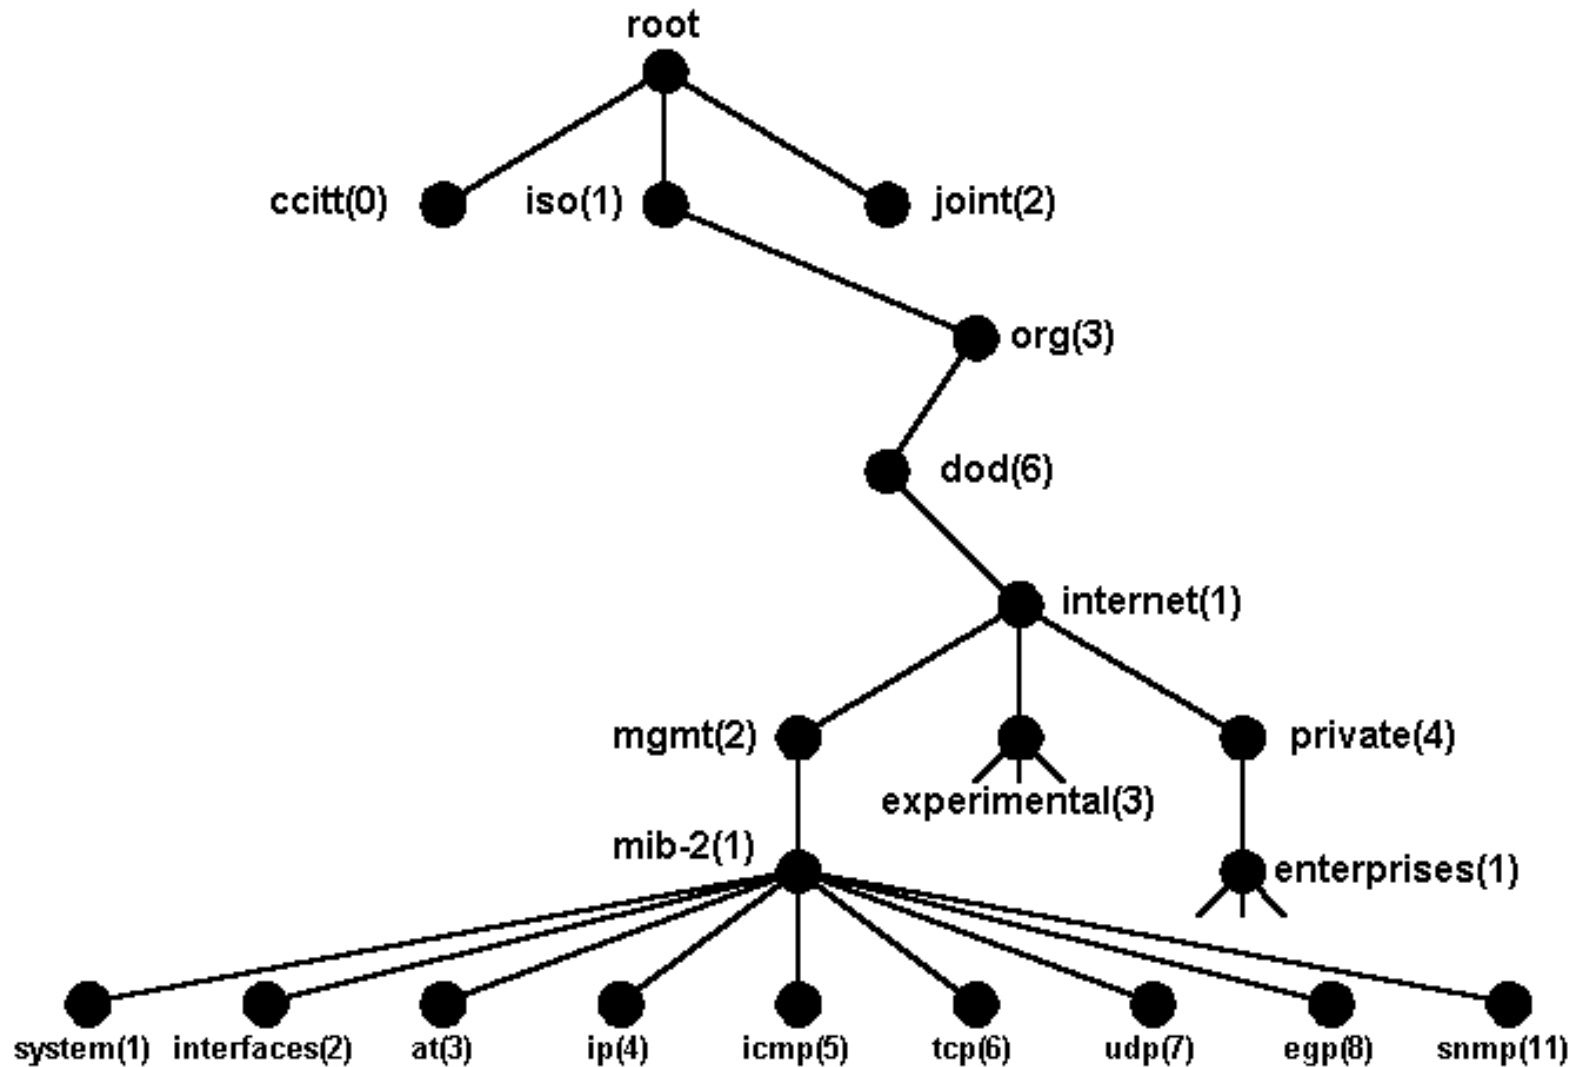 root
ccitt(0)
iso(1)
joint(2)
org(3)
dod(6)
internet(1)
mgmt(2)
experimental(3)
private(4)
mib-2(1)
enterprises(1)
system(1)
interfaces(2)
at(3)
ip(4)
icmp(5)
tcp(6)
udp(7)
egp(8)
snmp(11)